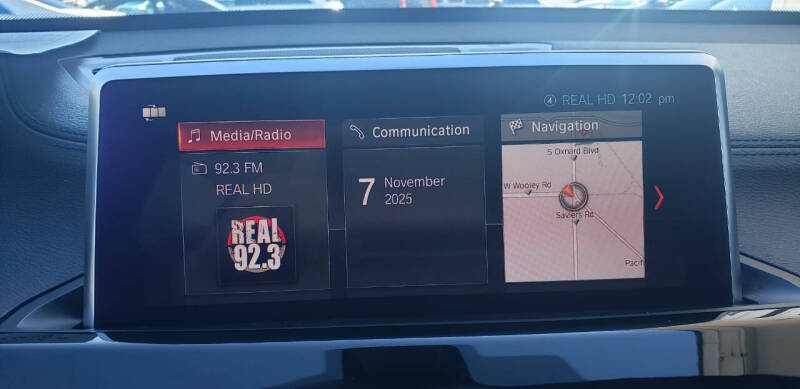 REAL HD 12:02 pm
Media/Radio
92.3 FM
REAL HD
REAL
92.3
Communication
7
November
2025
Navigation
S Oxnard Blvd
W Wooley Rd
Saviers Rd
Pacif